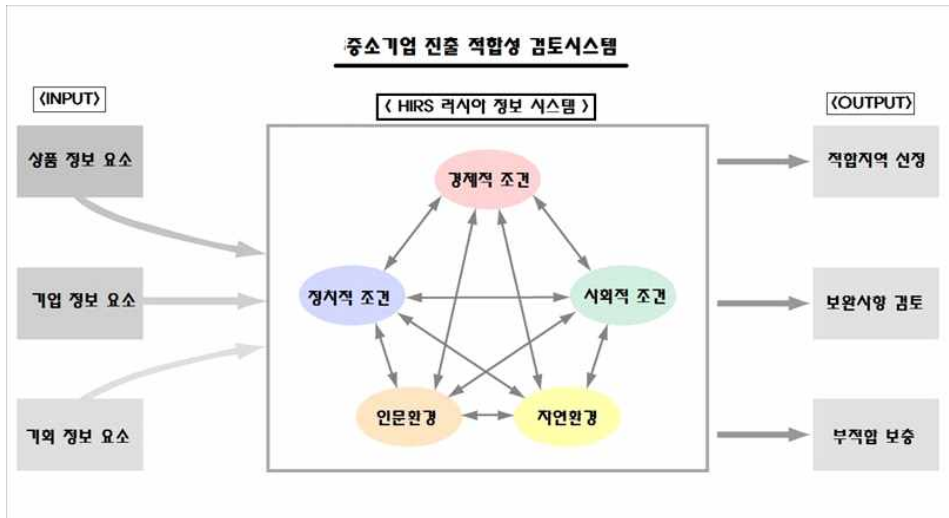 중소기업 진출 적합성 검토시스템
<INPUT>
< HIRS 러시아 정보 시스템 >
<OUTPUT>
상품 정보 요소
경제적 조건
적합지역 선정
기업 정보 요소
정치적 조건
사회적 조건
보완사항 검토
기회 정보 요소
인문환경
자연환경
부적합 보충